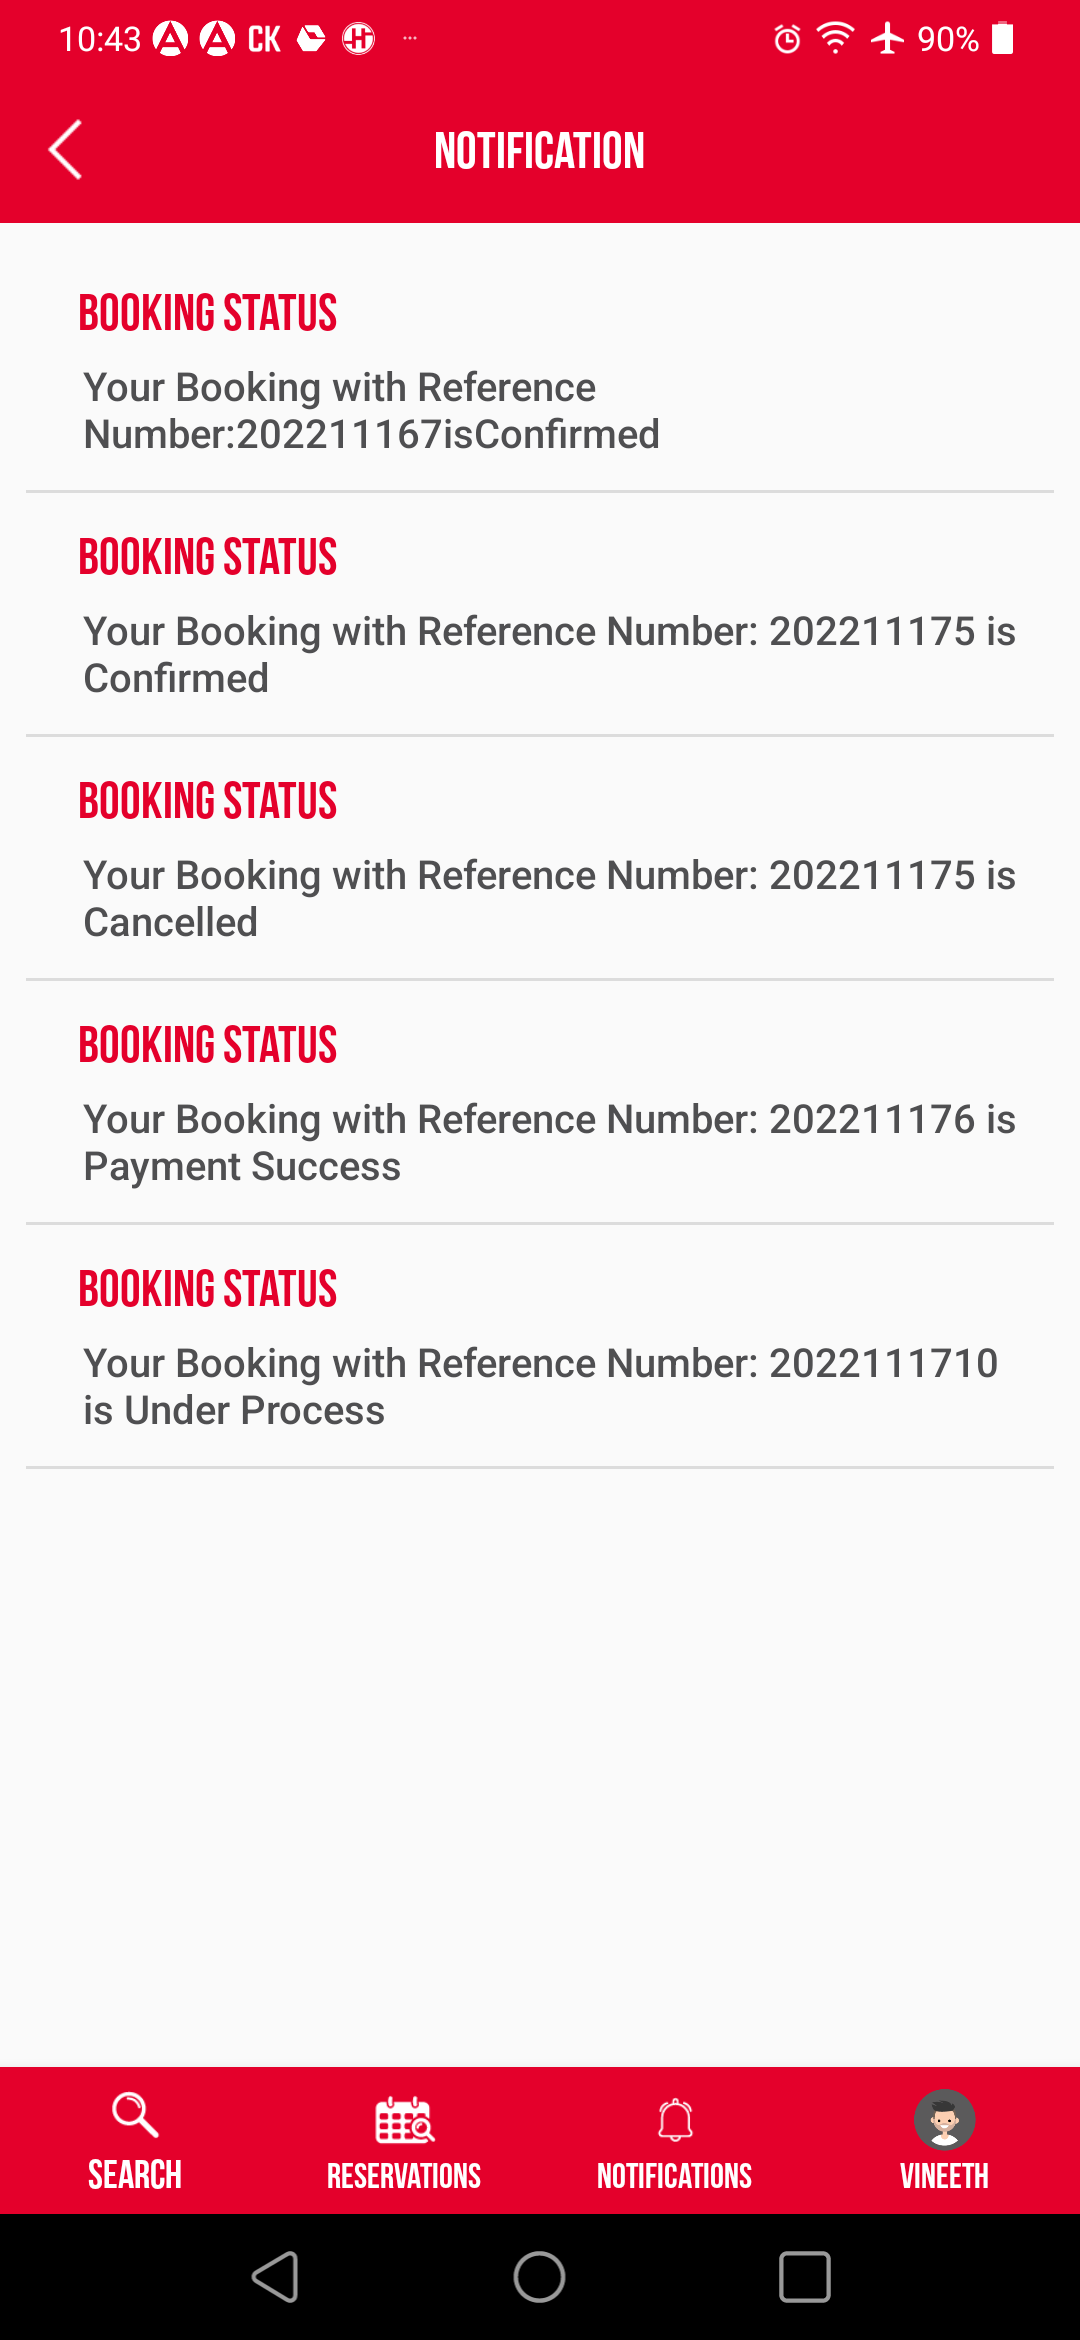 10:43 CK 90%
NOTIFICATION
BOOKING STATUS
Your Booking with Reference
Number:202211167isConfirmed
BOOKING STATUS
Your Booking with Reference Number: 202211175 is
Confirmed
BOOKING STATUS
Your Booking with Reference Number: 202211175 is
Cancelled
BOOKING STATUS
Your Booking with Reference Number: 202211176 is
Payment Success
BOOKING STATUS
Your Booking with Reference Number: 2022111710
is Under Process
SEARCH RESERVATIONS NOTIFICATIONS VINEETH